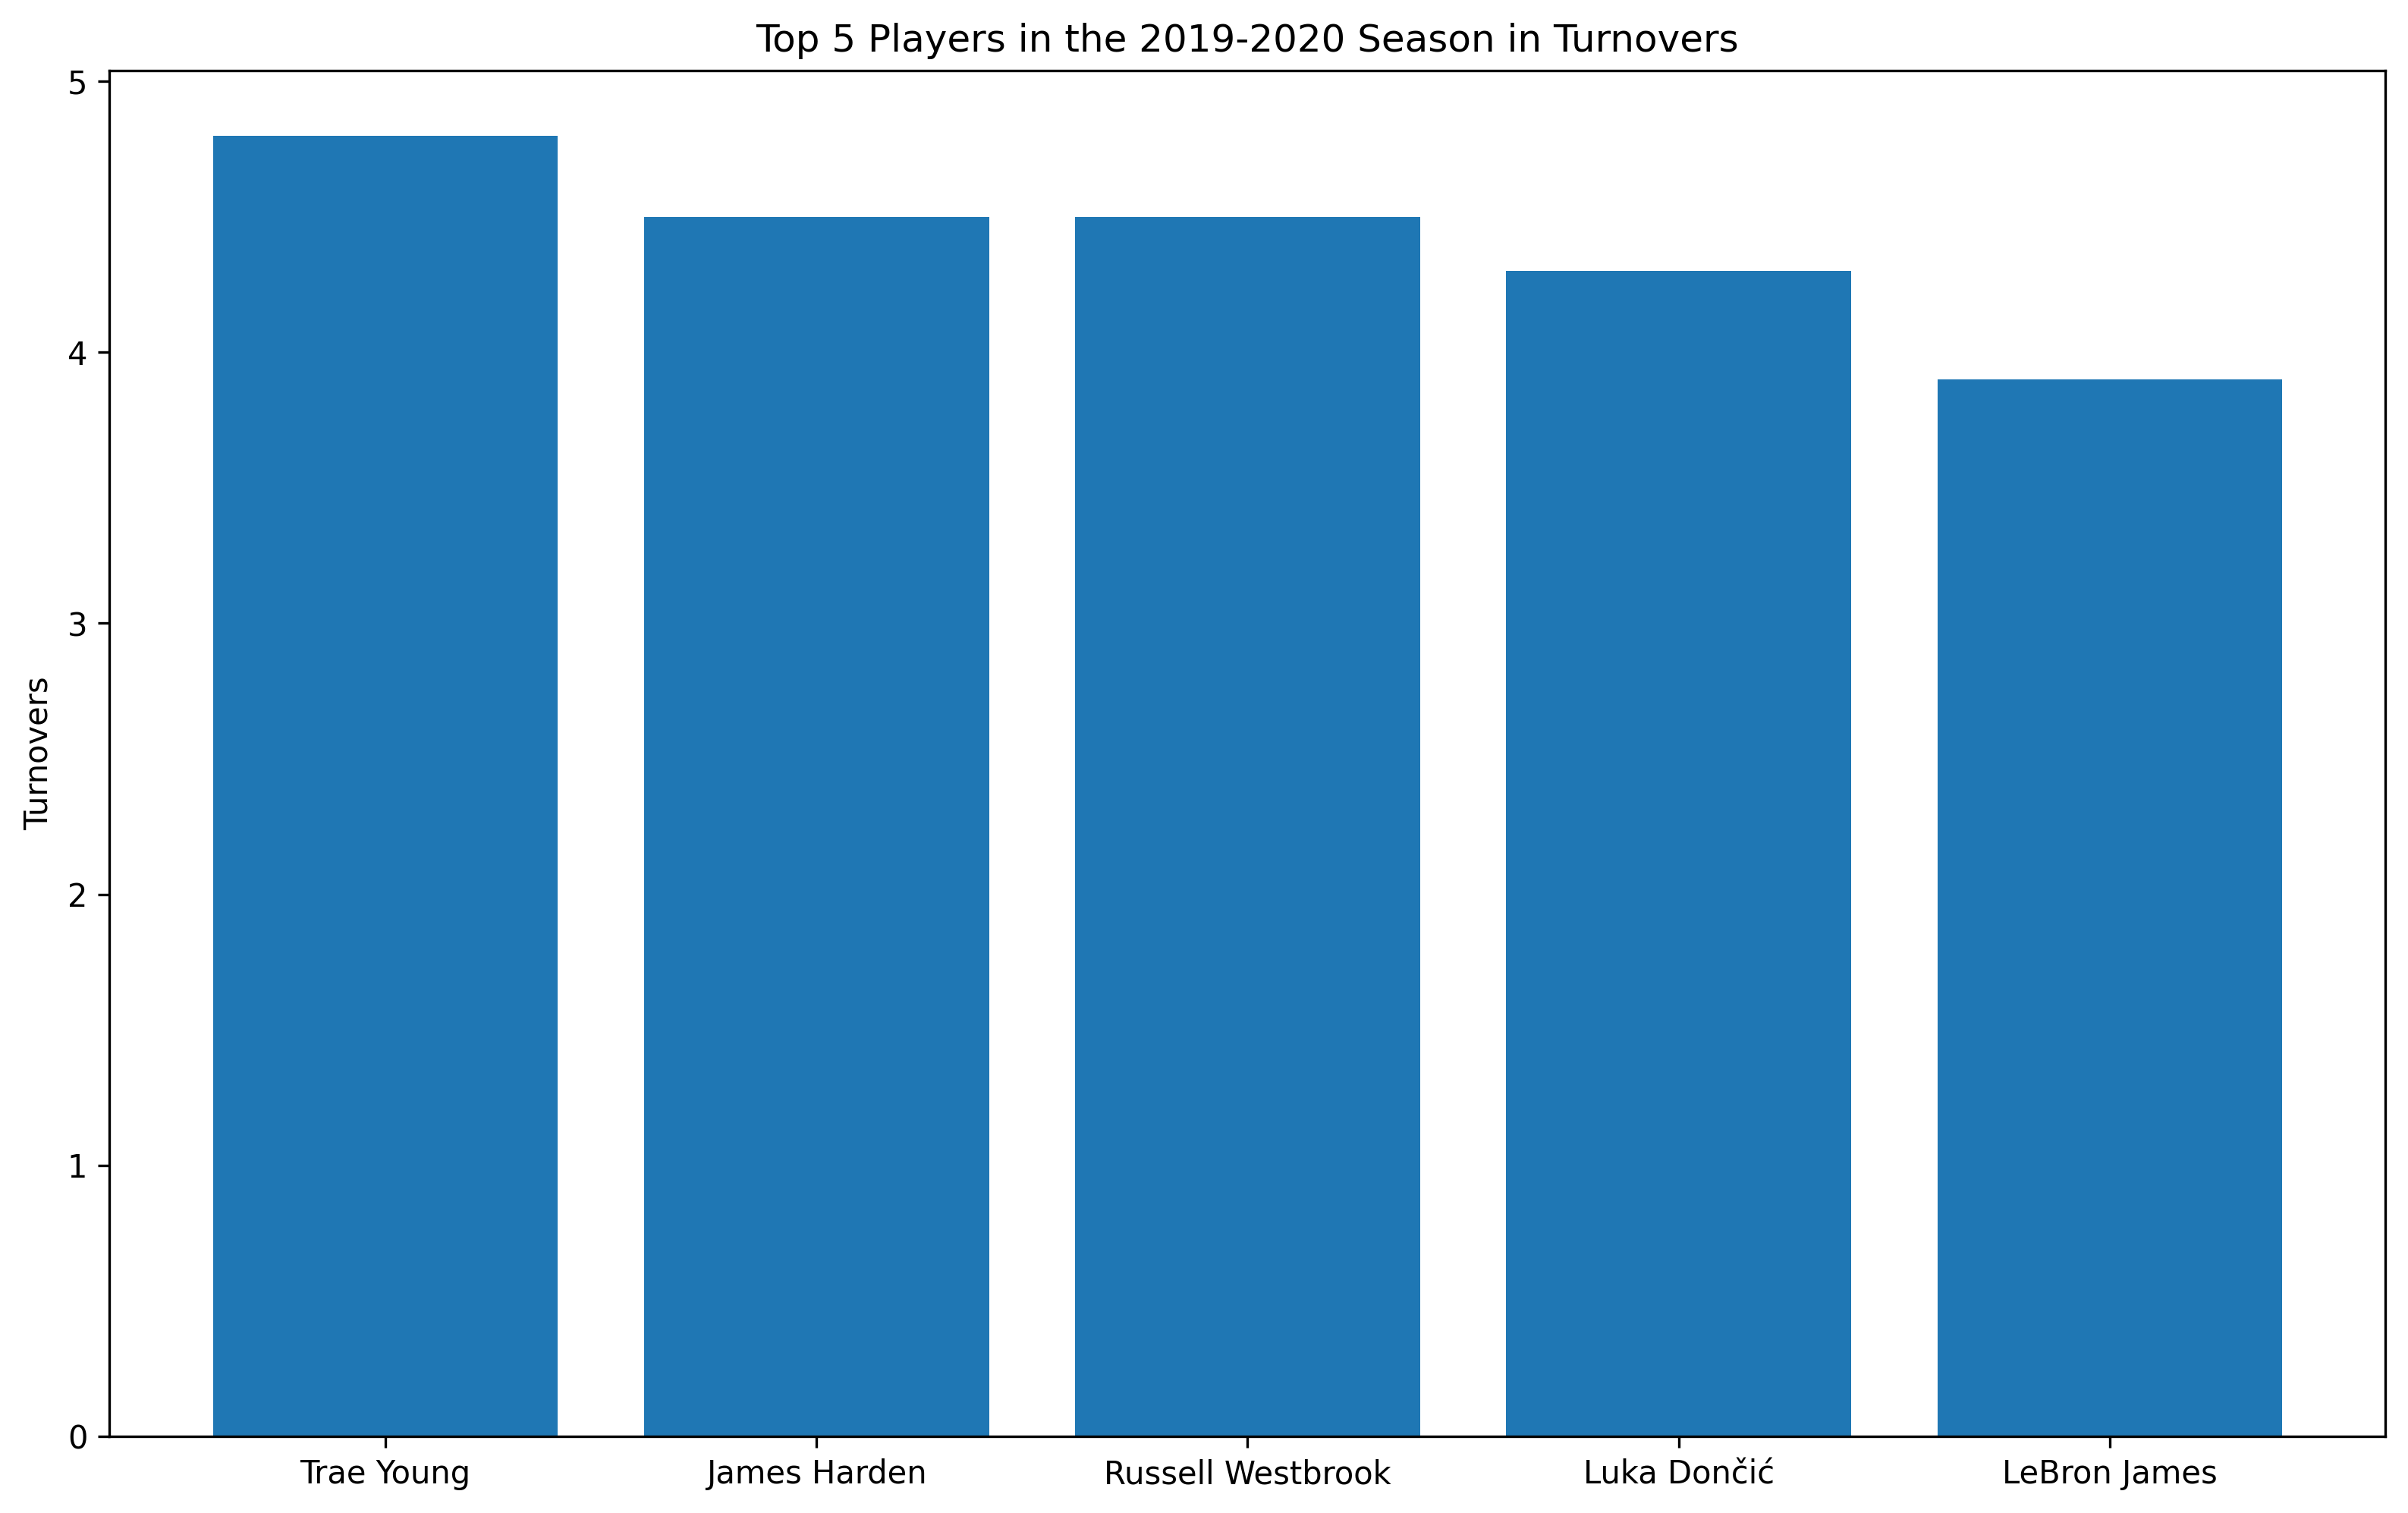 Top 5 Players in the 2019-2020 Season in Turnovers
Turnovers
5
4
3
2
1
0
Trae Young
James Harden
Russell Westbrook
Luka Dončić
LeBron James